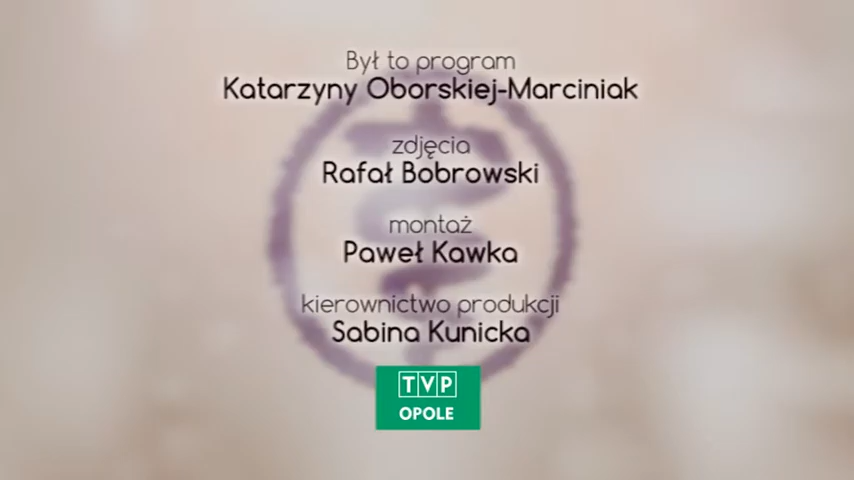 Był to program
Katarzyny Oborskiej-Marciniak
zdjęcia
Rafał Bobrowski
montaż
Paweł Kawka
kierownictwo produkcji
Sabina Kunicka
TVP
OPOLE